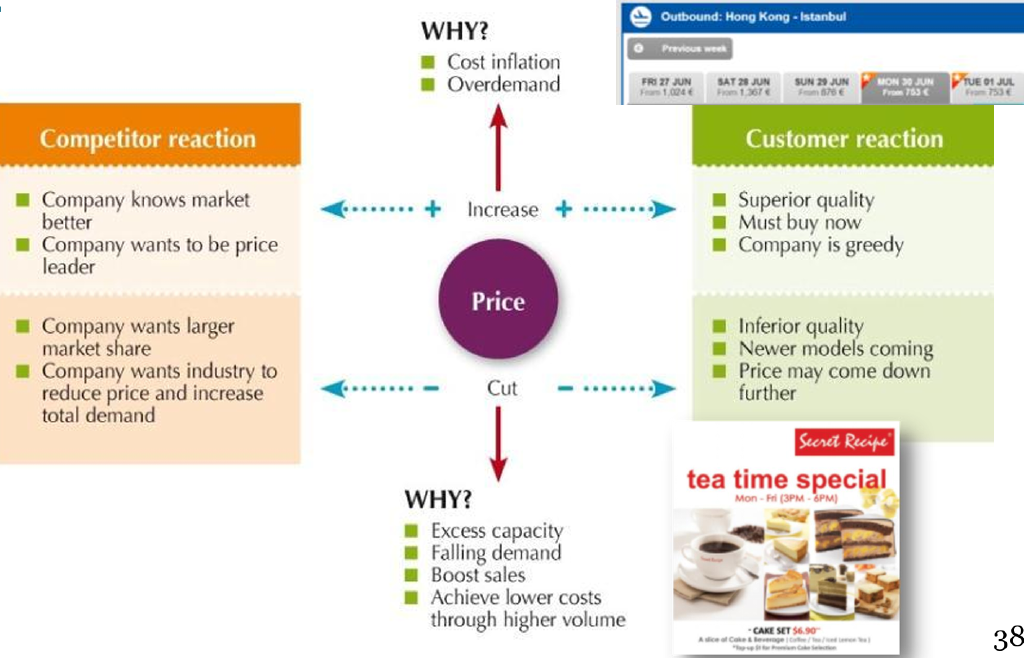 WHY?
Cost inflation
Overdemand
Outbound: Hong Kong - Istanbul
Previous week
FRI 27 JUN
From 1,024 €
SAT 28 JUN
From 1,367 €
SUN 29 JUN
From 876 €
MON 30 JUN
From 753 €
TUE 01 JUL
From 753 €
Competitor reaction
Company knows market
better
Company wants to be price
leader
Company wants larger
market share
Company wants industry to
reduce price and increase
total demand
+ Increase +
Price
– Cut –
Customer reaction
Superior quality
Must buy now
Company is greedy
Inferior quality
Newer models coming
Price may come down
further
WHY?
Excess capacity
Falling demand
Boost sales
Achieve lower costs
through higher volume
Secret Recipe
tea time special
Mon - Fri (3PM - 6PM)
* CAKE SET $6.90**
A slice of Cake & Beverage (Coffee / Tea / Iced Lemon Tea)
*Top-up $1 for Premium Cake Selection
38